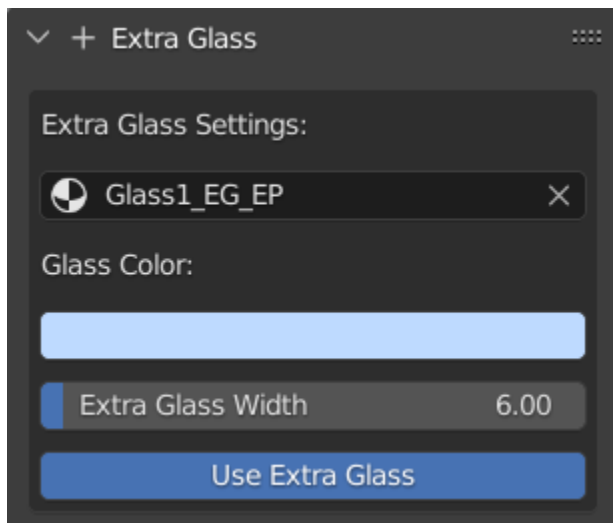 Extra Glass
Extra Glass Settings:
Glass1_EG_EP
Glass Color:
Extra Glass Width 6.00
Use Extra Glass